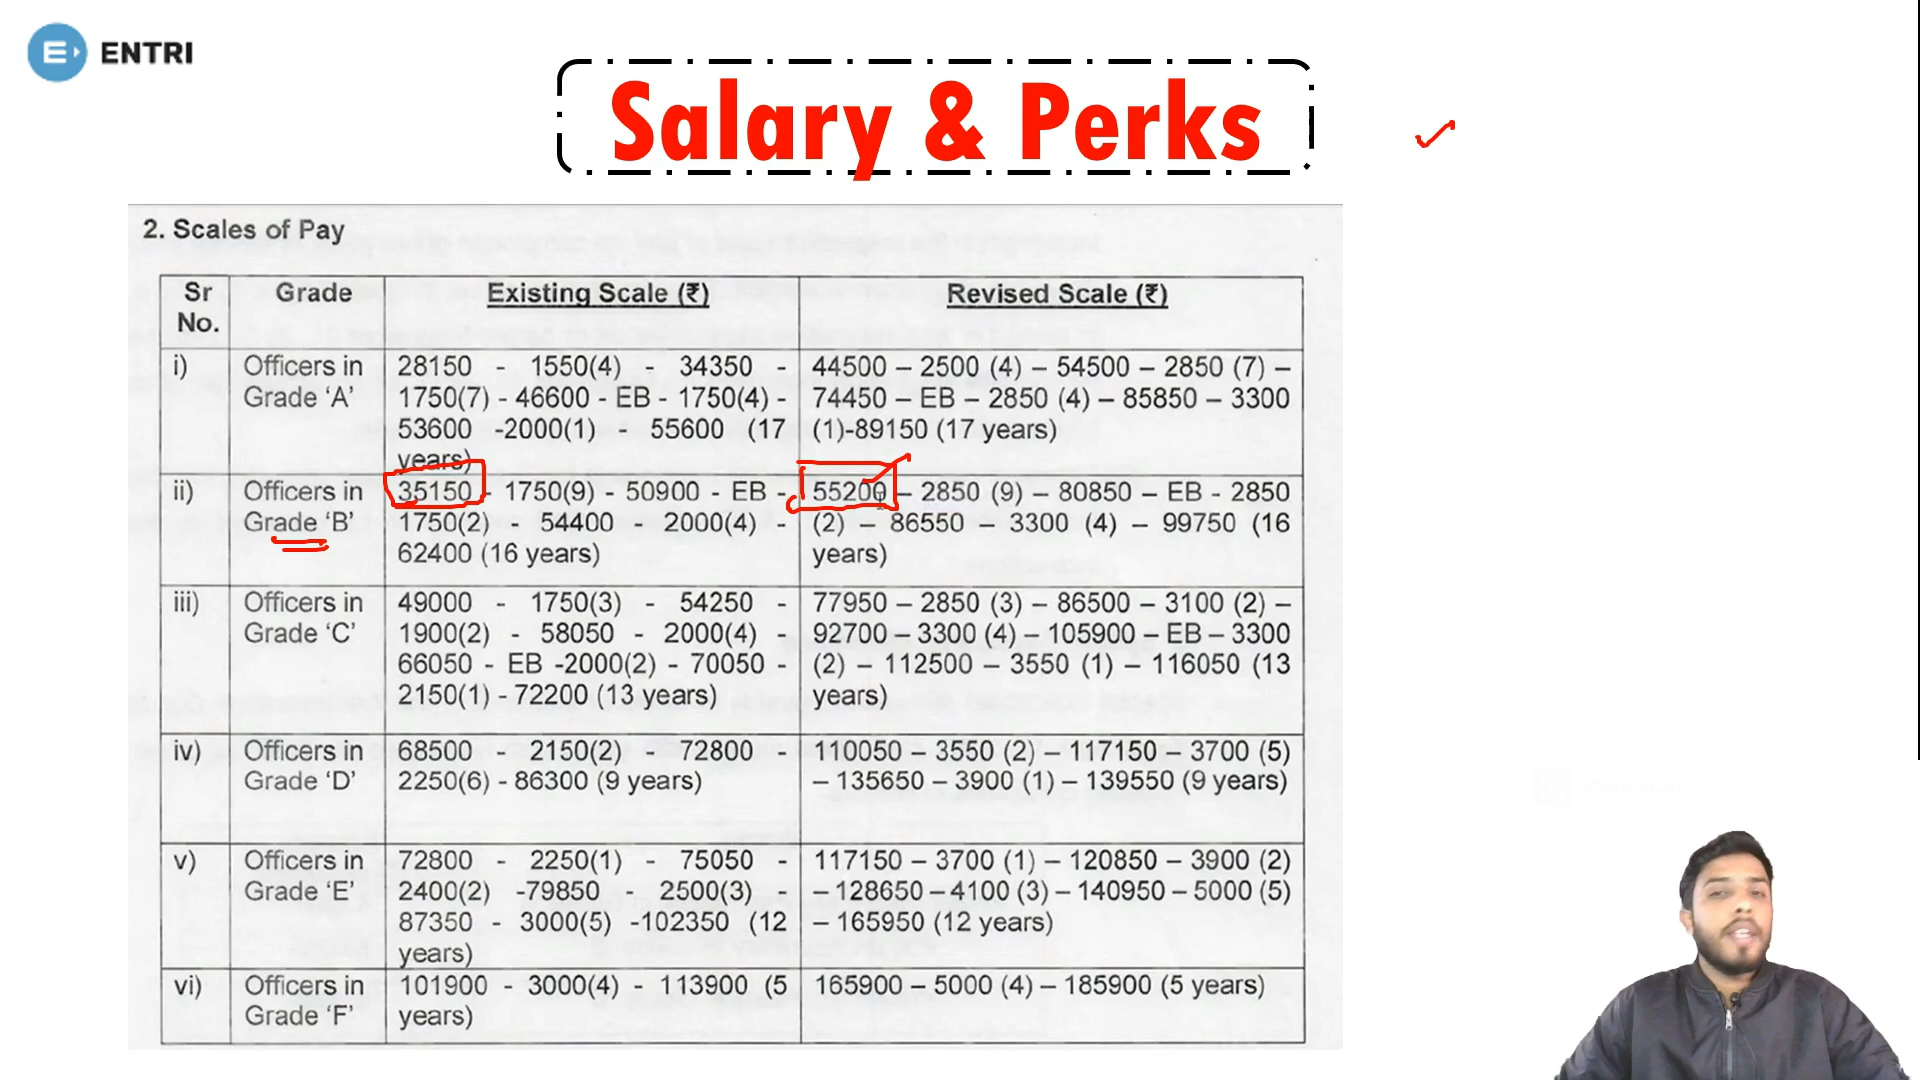 E ENTRI
Salary & Perks
2. Scales of Pay
Sr No. Grade Existing Scale (₹) Revised Scale (₹)
i) Officers in Grade ‘A’
28150 - 1550(4) - 34350 -
1750(7) - 46600 - EB - 1750(4) -
53600 -2000(1) - 55600 (17
years)
44500 – 2500 (4) – 54500 – 2850 (7) –
74450 – EB – 2850 (4) – 85850 – 3300
(1)-89150 (17 years)
ii) Officers in Grade ‘B’
35150 - 1750(9) - 50900 - EB -
1750(2) - 54400 - 2000(4) -
62400 (16 years)
55200 – 2850 (9) – 80850 – EB - 2850
(2) – 86550 – 3300 (4) – 99750 (16
years)
iii) Officers in Grade ‘C’
49000 - 1750(3) - 54250 -
1900(2) - 58050 - 2000(4) -
66050 - EB -2000(2) - 70050 -
2150(1) - 72200 (13 years)
77950 – 2850 (3) – 86500 – 3100 (2) –
92700 – 3300 (4) – 105900 – EB – 3300
(2) – 112500 – 3550 (1) – 116050 (13
years)
iv) Officers in Grade ‘D’
68500 - 2150(2) - 72800 -
2250(6) - 86300 (9 years)
110050 – 3550 (2) – 117150 – 3700 (5)
– 135650 – 3900 (1) – 139550 (9 years)
v) Officers in Grade ‘E’
72800 - 2250(1) - 75050 -
2400(2) -79850 - 2500(3) -
87350 - 3000(5) -102350 (12
years)
117150 – 3700 (1) – 120850 – 3900 (2)
– 128650 – 4100 (3) – 140950 – 5000 (5)
– 165950 (12 years)
vi) Officers in Grade ‘F’
101900 - 3000(4) - 113900 (5
years)
165900 – 5000 (4) – 185900 (5 years)